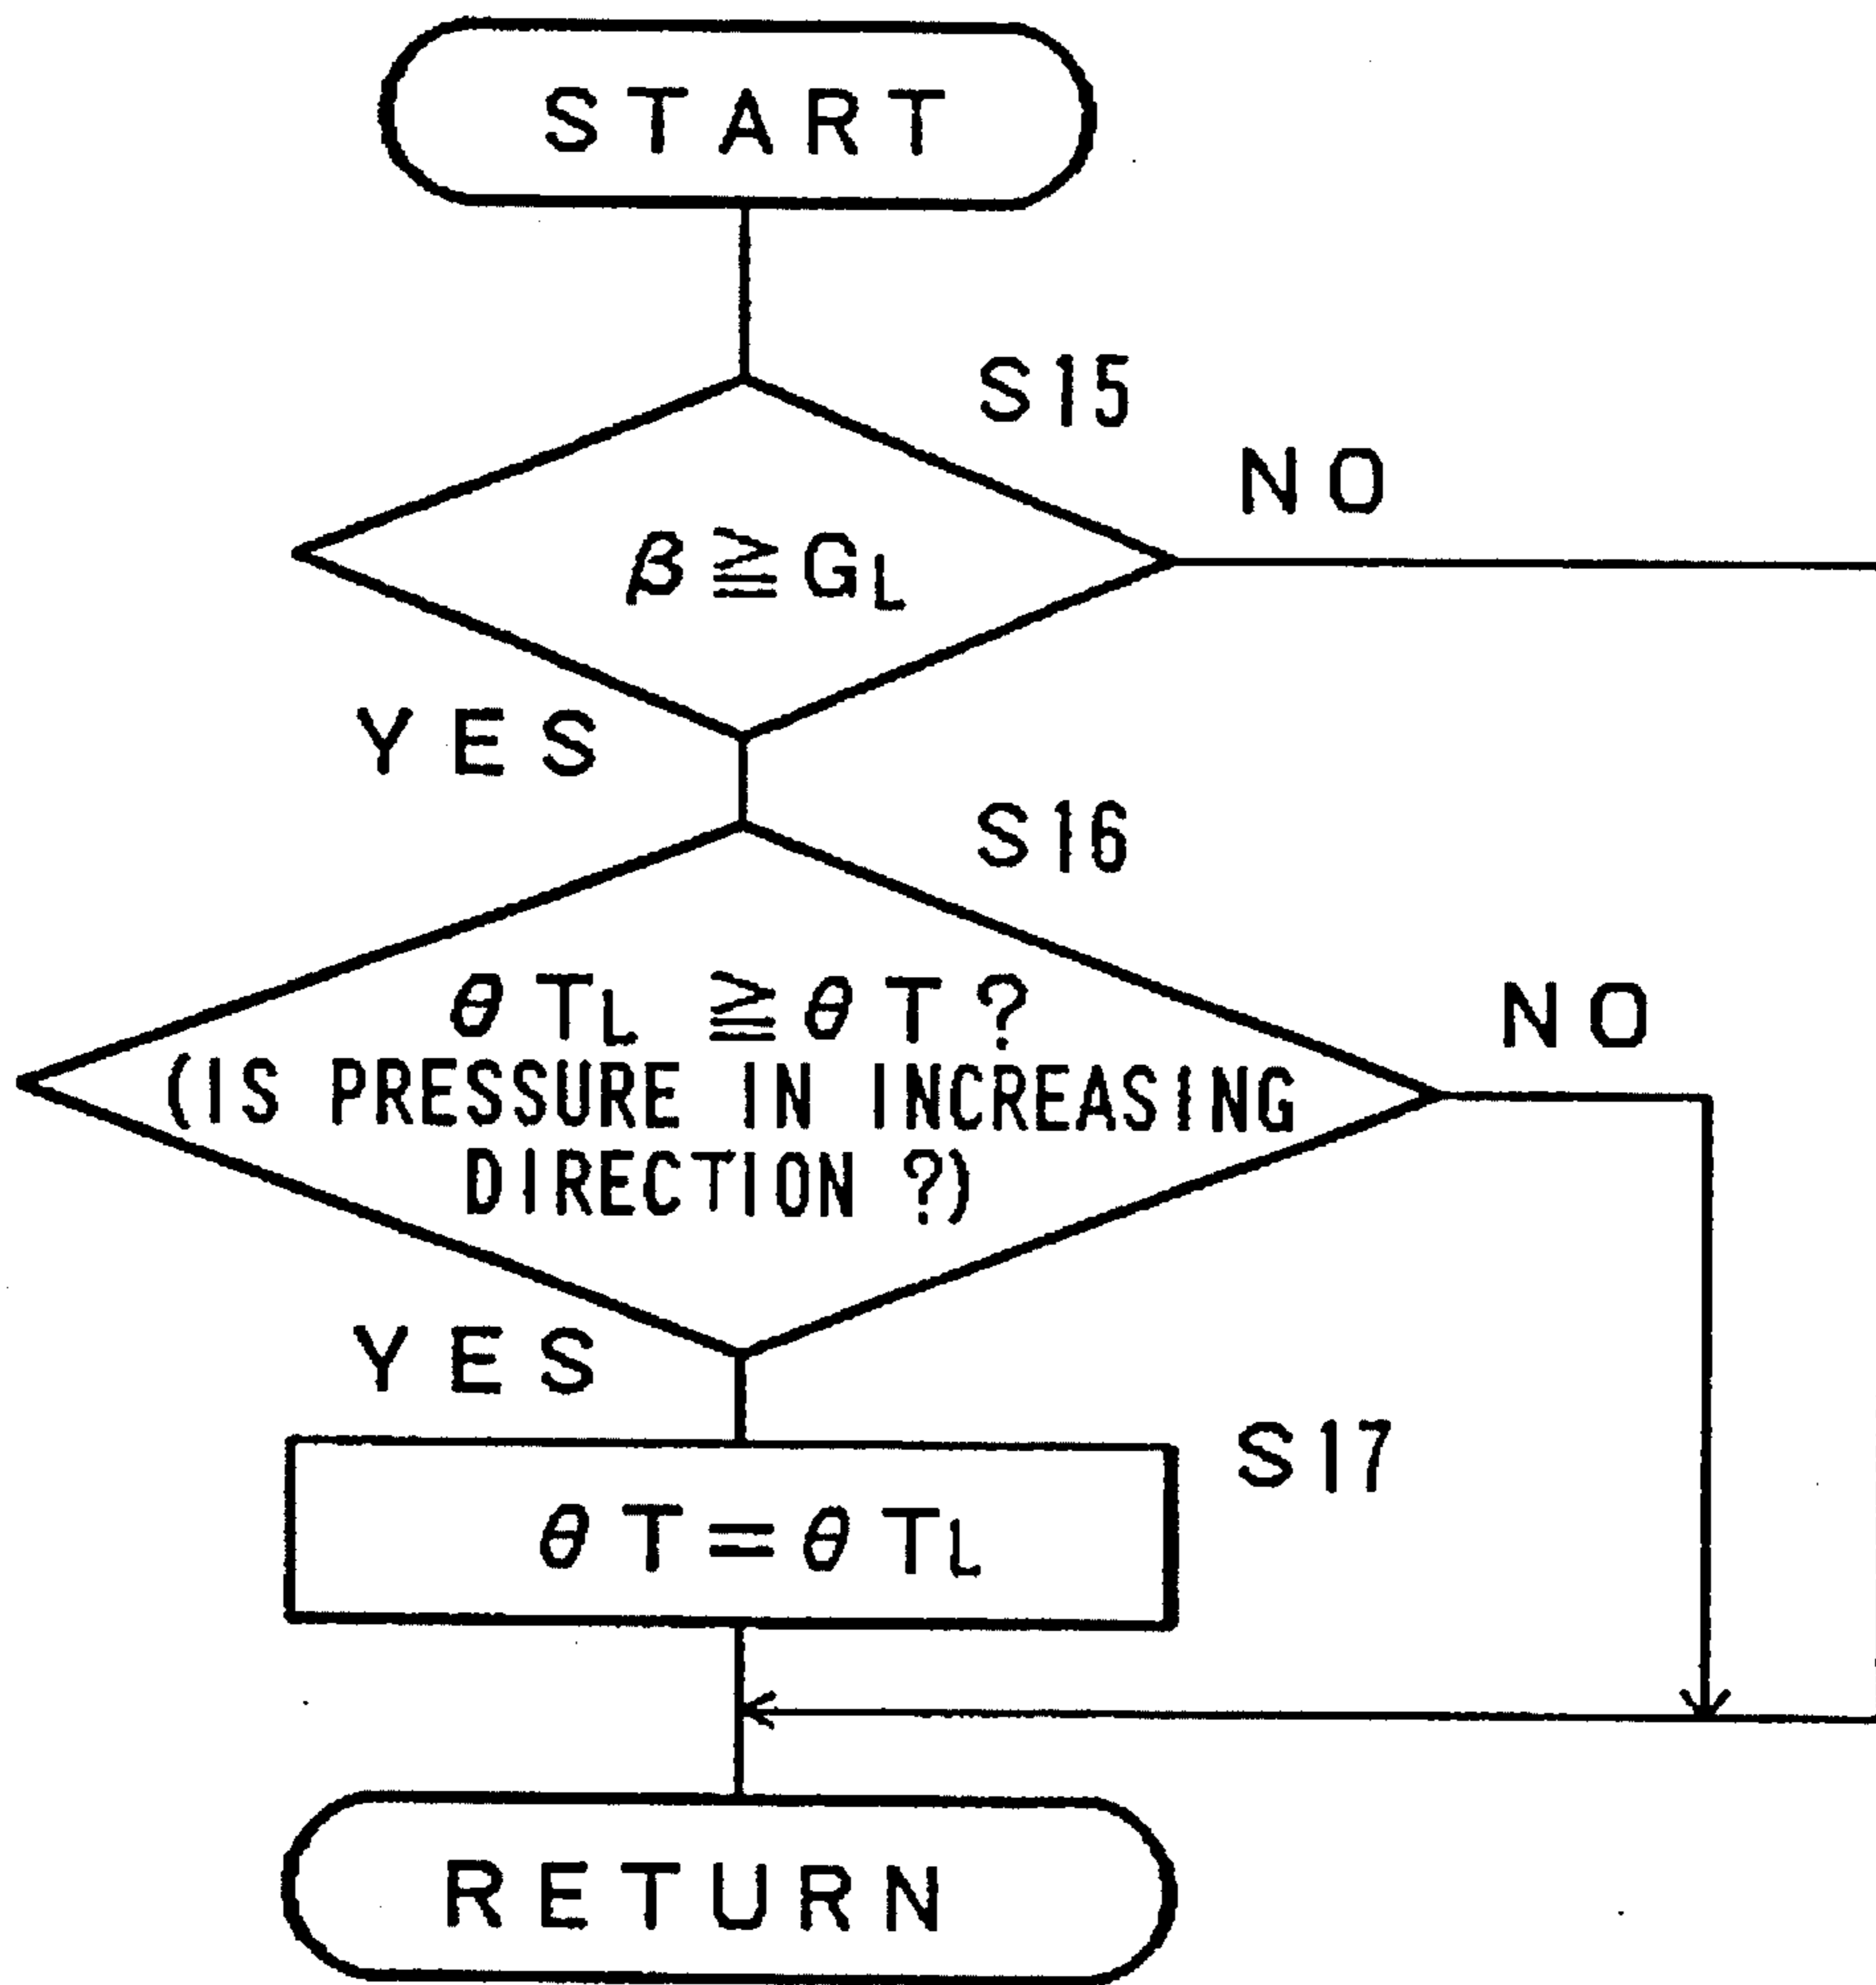 START
S15
NO
β≧GL
YES
S16
θTL ≧θT?
NO
(IS PRESSURE IN INCREASING
DIRECTION ?)
YES
S17
θT=θTL
RETURN